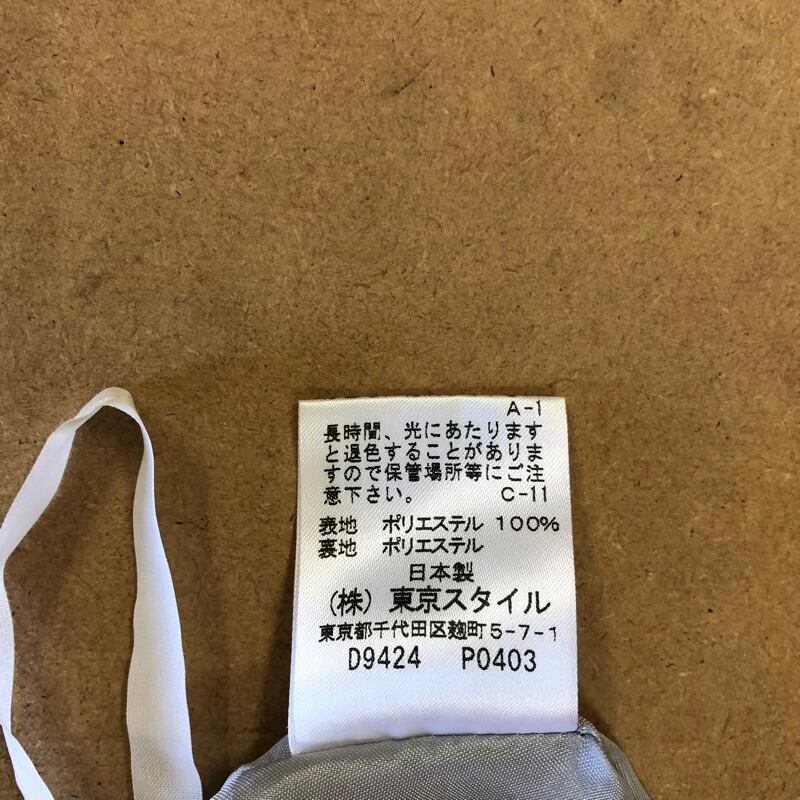 A-1
長時間、光にあたります
と退色することがありま
すので保管場所等にご注
意下さい。 C-11
表地 ポリエステル 100%
裏地 ポリエステル
日本製
(株) 東京スタイル
東京都千代田区麹町5-7-1
D9424 P0403